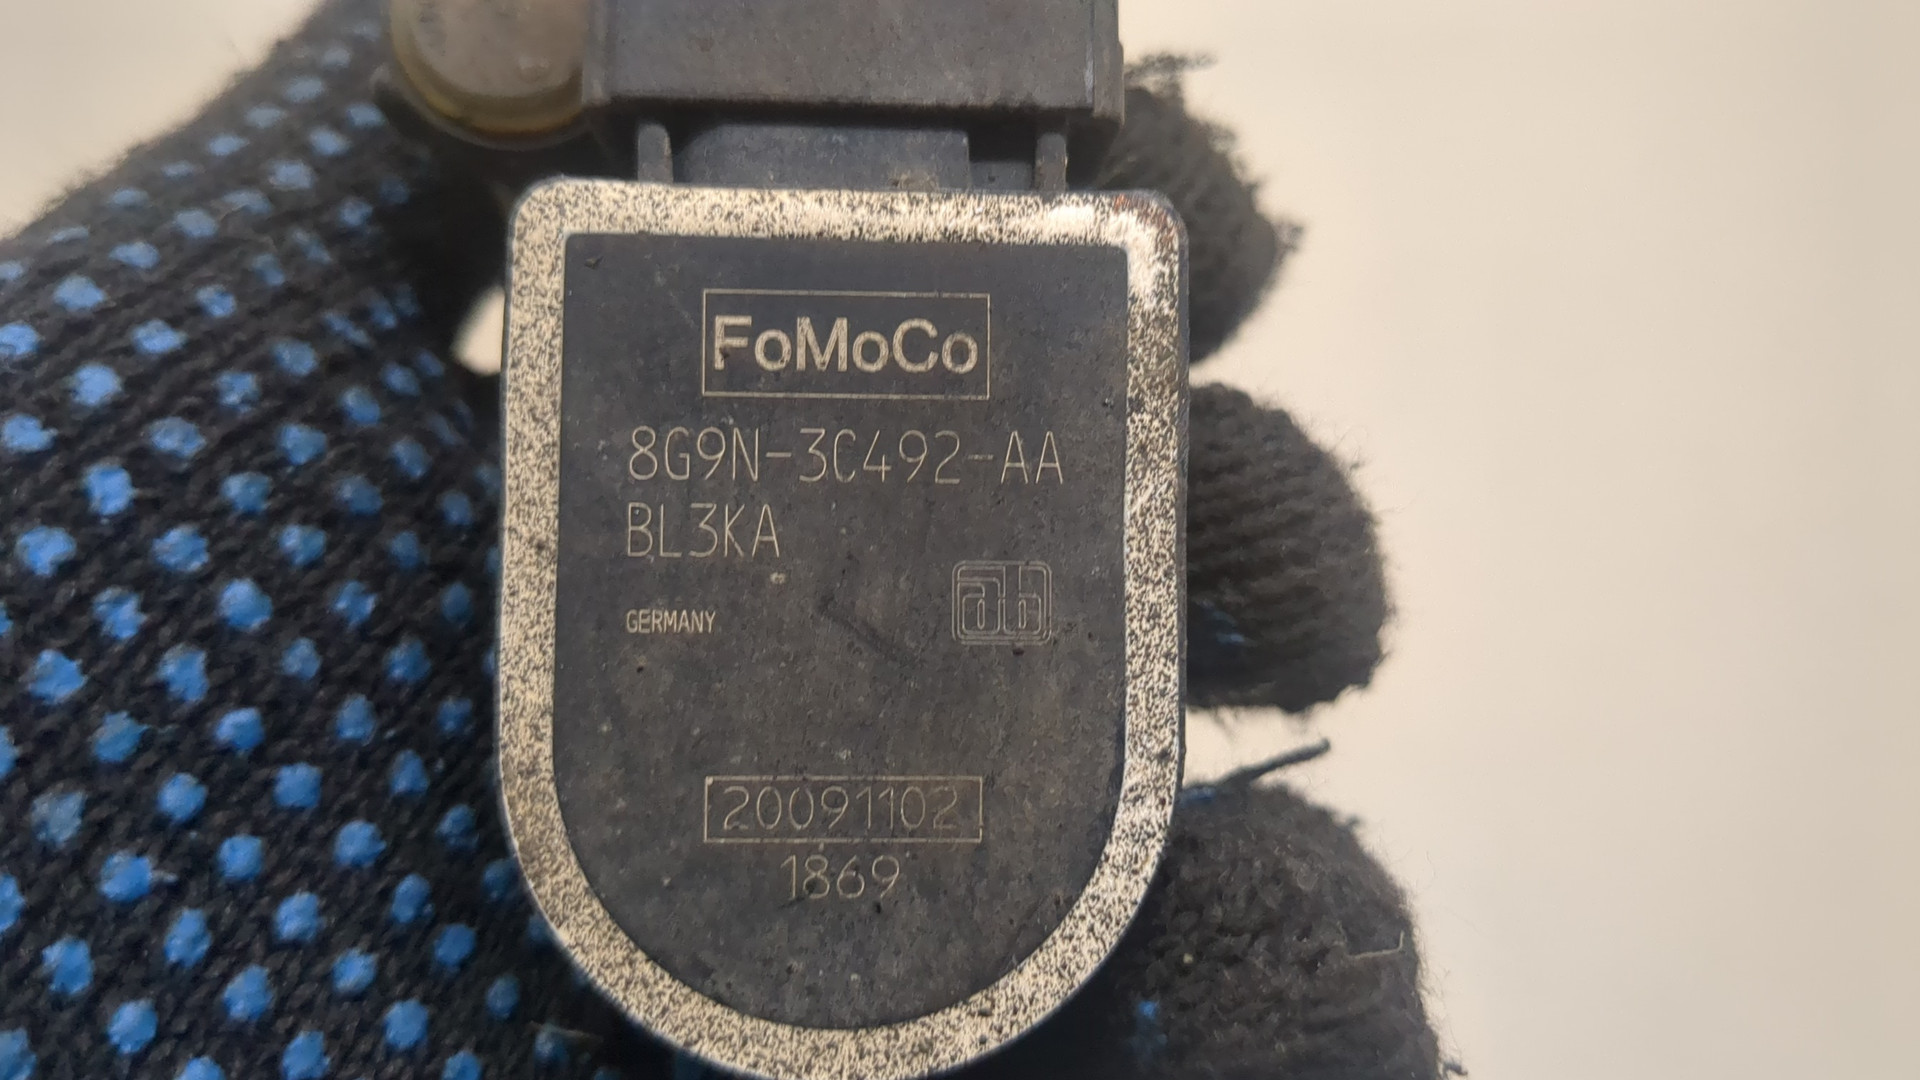 FoMoCo
8G9N-3C492-AA
BL3KA
GERMANY
ab
20091102
1869